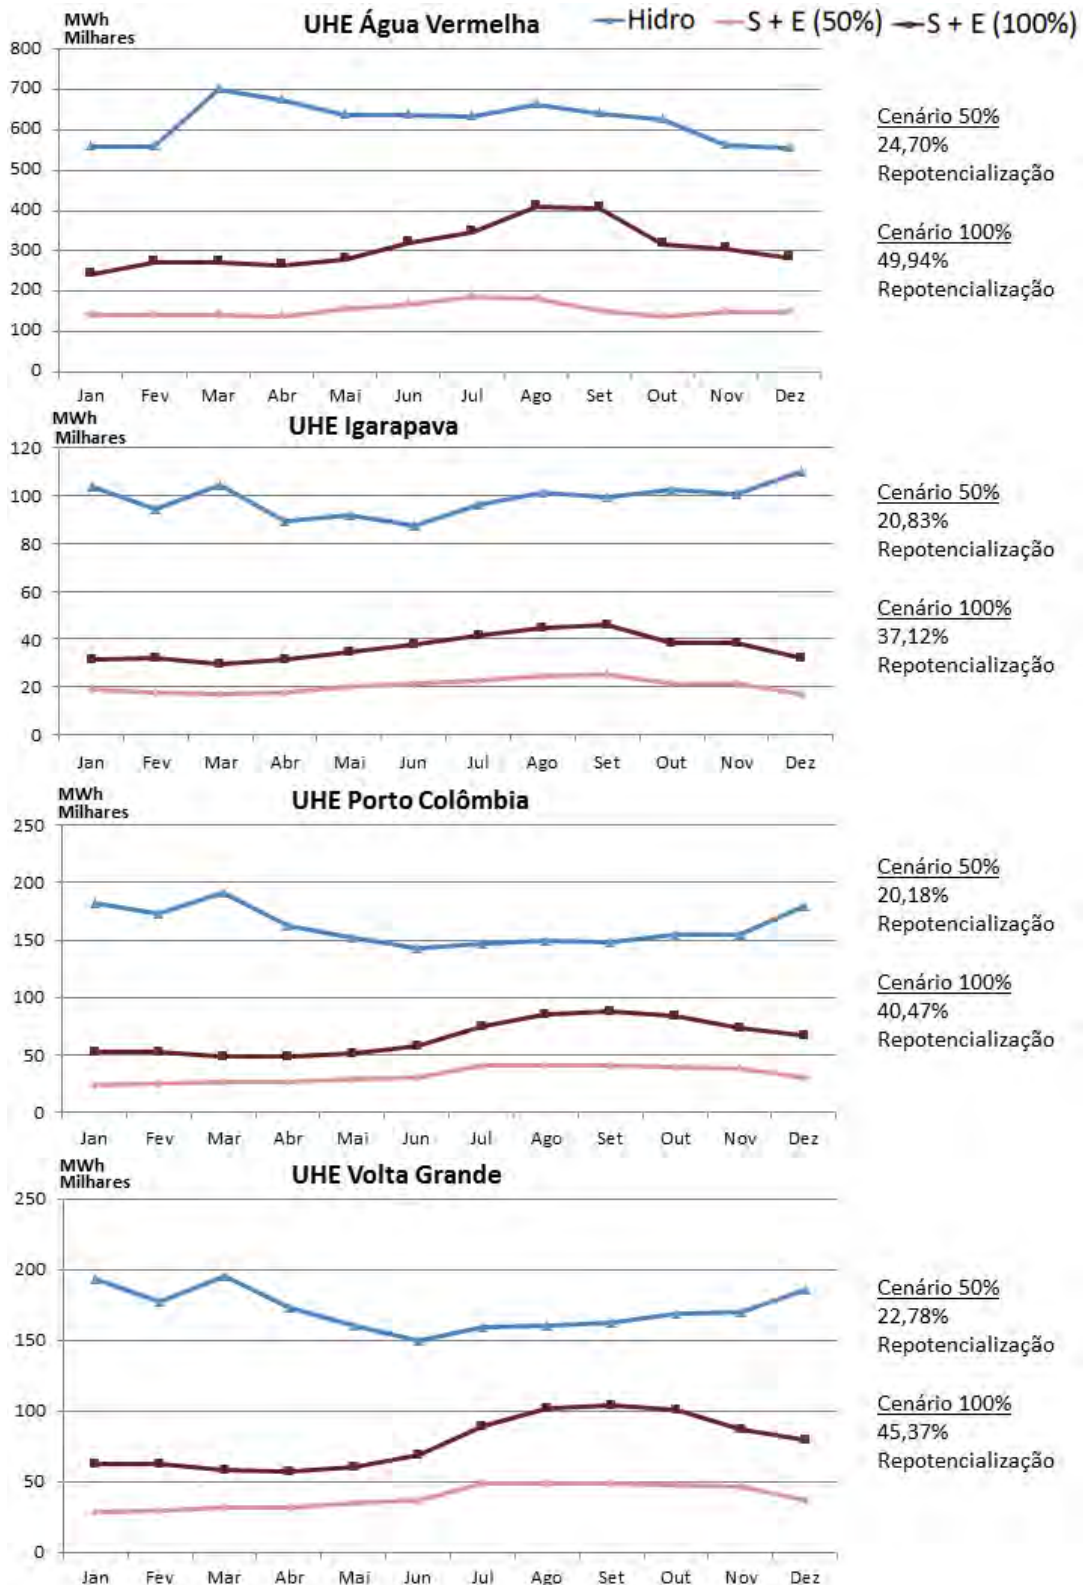 MWh
Milhares
UHE Água Vermelha
Hidro S + E (50%) S + E (100%)
800
700
600
500
400
300
200
100
0
Jan Fev Mar Abr Mai Jun Jul Ago Set Out Nov Dez
Cenário 50%
24,70%
Repotencialização
Cenário 100%
49,94%
Repotencialização
MWh
Milhares
UHE Igarapava
120
100
80
60
40
20
0
Jan Fev Mar Abr Mai Jun Jul Ago Set Out Nov Dez
Cenário 50%
20,83%
Repotencialização
Cenário 100%
37,12%
Repotencialização
MWh
Milhares
UHE Porto Colômbia
250
200
150
100
50
0
Jan Fev Mar Abr Mai Jun Jul Ago Set Out Nov Dez
Cenário 50%
20,18%
Repotencialização
Cenário 100%
40,47%
Repotencialização
MWh
Milhares
UHE Volta Grande
250
200
150
100
50
0
Jan Fev Mar Abr Mai Jun Jul Ago Set Out Nov Dez
Cenário 50%
22,78%
Repotencialização
Cenário 100%
45,37%
Repotencialização